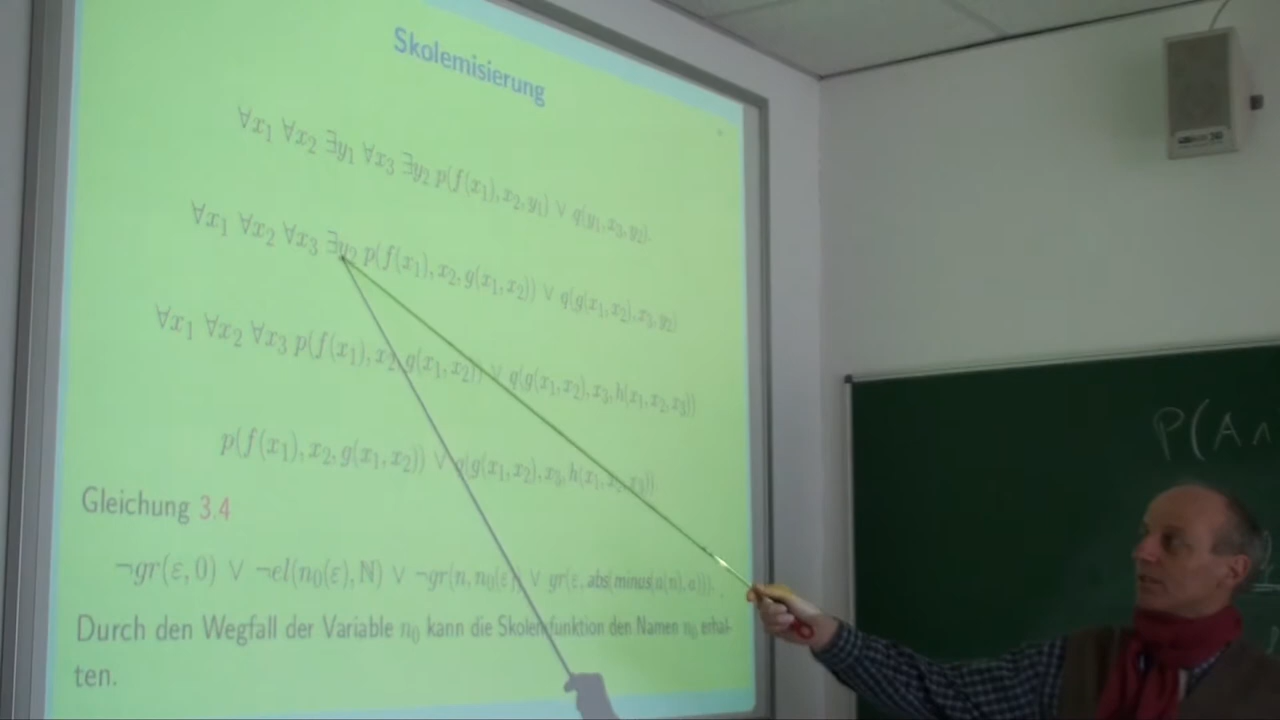 Skolemisierung
∀x₁ ∀x₂ ∃y₁ ∀x₃ ∃y₂ p(f(x₁), x₂, y₁) ∨ q(y₁, x₃, y₂).
∀x₁ ∀x₂ ∀x₃ ∃y₂ p(f(x₁), x₂, g(x₁, x₂)) ∨ q(g(x₁, x₂), x₃, y₂)
∀x₁ ∀x₂ ∀x₃ p(f(x₁), x₂, g(x₁, x₂)) ∨ q(g(x₁, x₂), x₃, h(x₁, x₂, x₃))
p(f(x₁), x₂, g(x₁, x₂)) ∨ q(g(x₁, x₂), x₃, h(x₁, x₂, x₃))
Gleichung 3.4
¬gr(ε, 0) ∨ ¬el(n₀(ε), ℕ) ∨ ¬gr(n, n₀(ε)) ∨ gr(ε, abs(minus(a(n), a))).
Durch den Wegfall der Variable n₀ kann die Skolemfunktion den Namen n₀ erhal-
ten.
P(A ∧